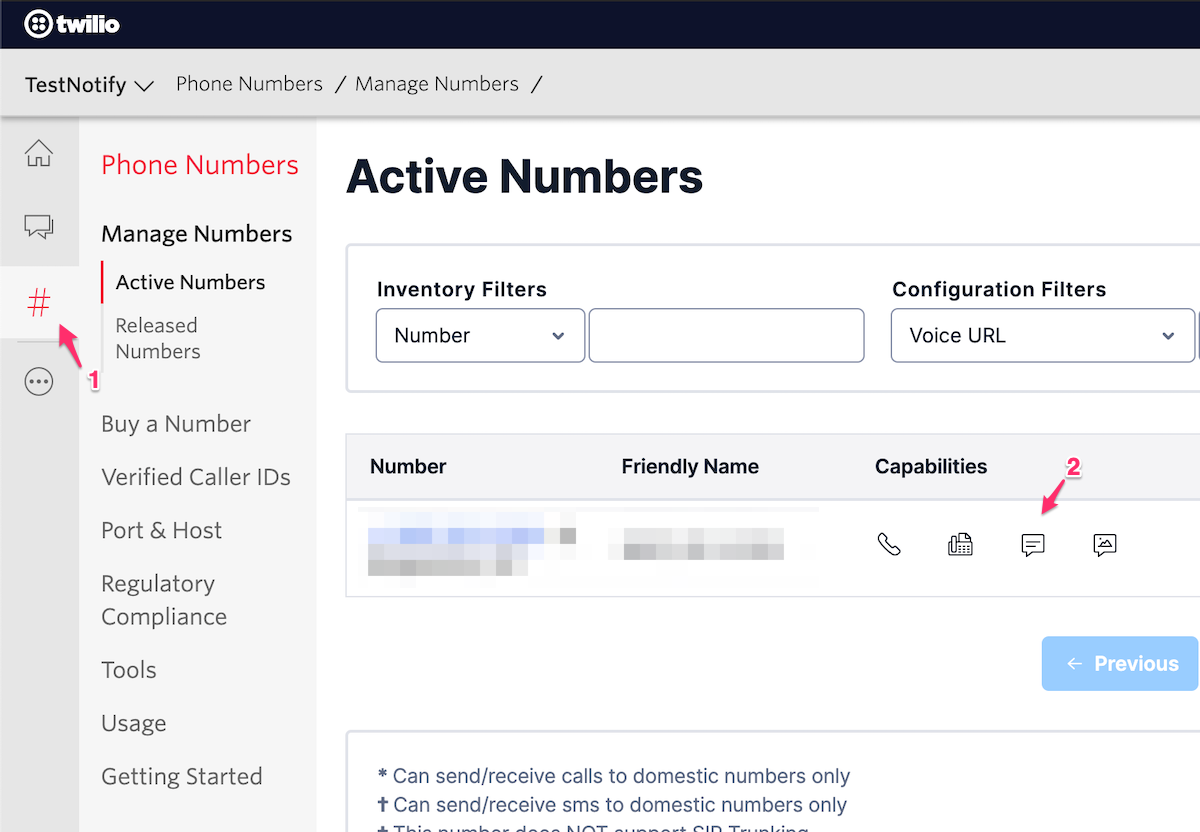 twilio
TestNotify Phone Numbers / Manage Numbers /
Phone Numbers
Manage Numbers
Active Numbers
Released
Numbers
1
Buy a Number
Verified Caller IDs
Port & Host
Regulatory
Compliance
Tools
Usage
Getting Started
Active Numbers
Inventory Filters
Number
Configuration Filters
Voice URL
Number Friendly Name Capabilities
2
← Previous
* Can send/receive calls to domestic numbers only
† Can send/receive sms to domestic numbers only
‡ This number does NOT support SIP Trunking